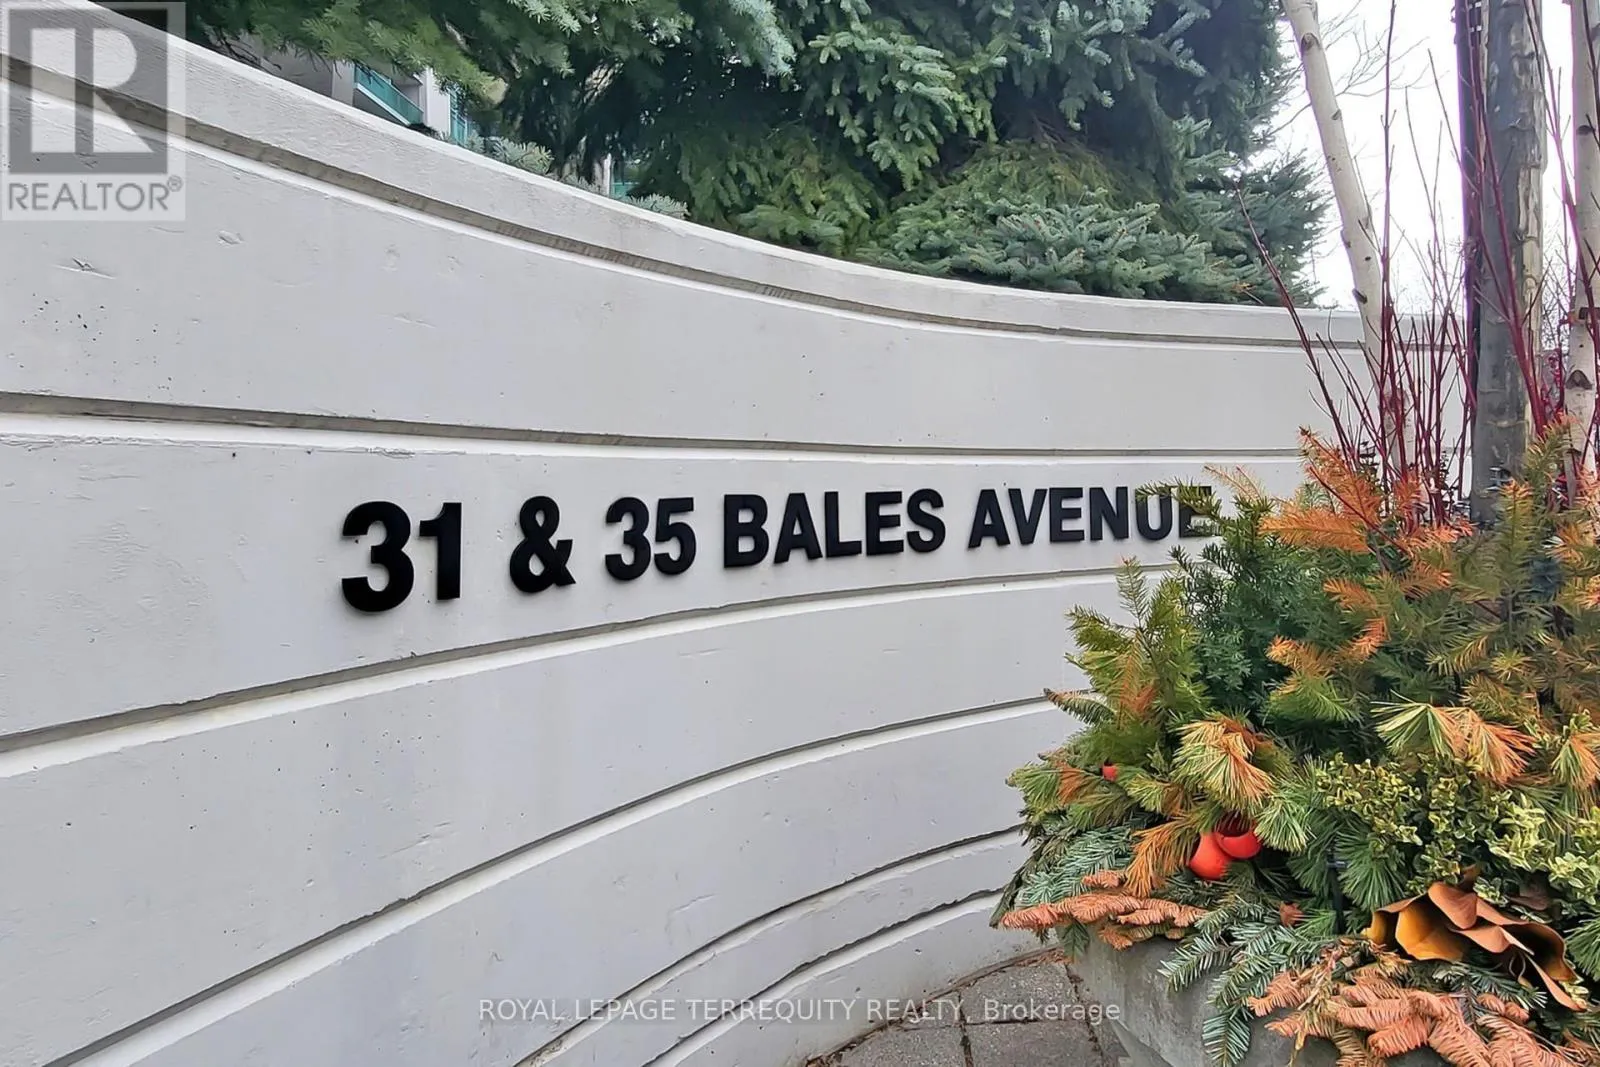 R
REALTOR®
31 & 35 BALES AVENUE
ROYAL LEPAGE TERREQUITY REALTY, Brokerage